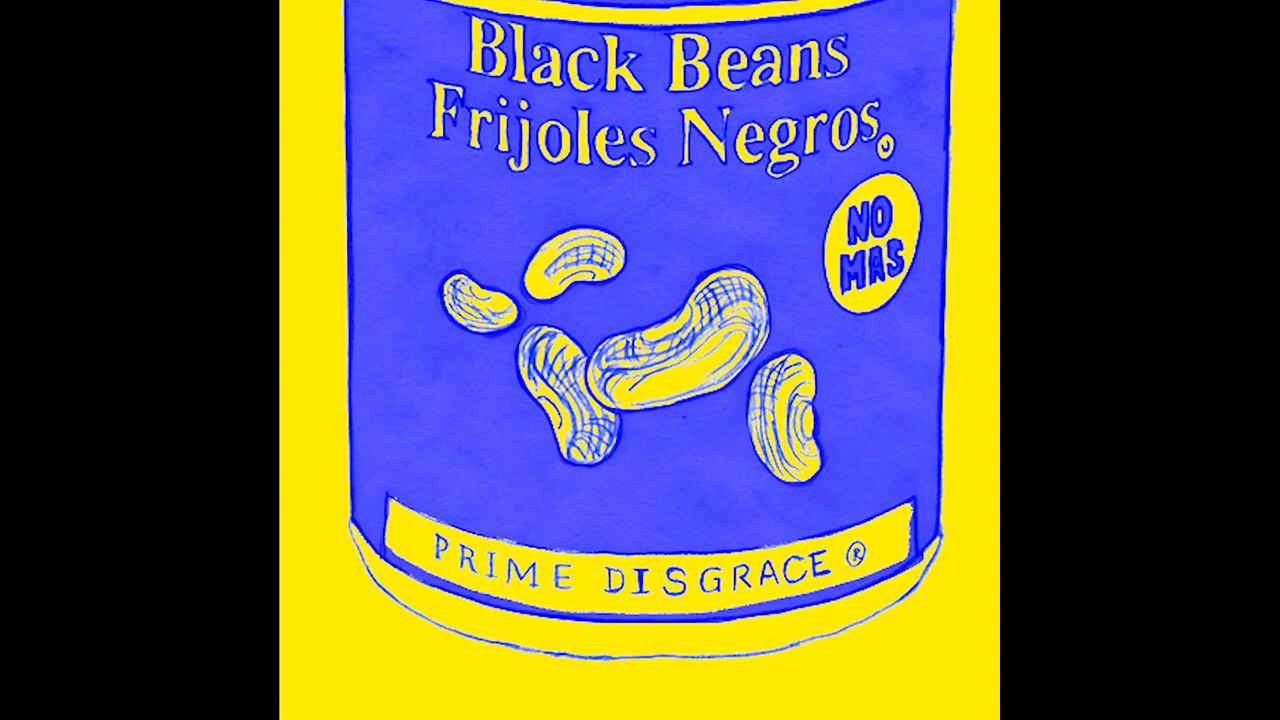 Black Beans
Frijoles Negros
NO
MAS
PRIME DISGRACE ®